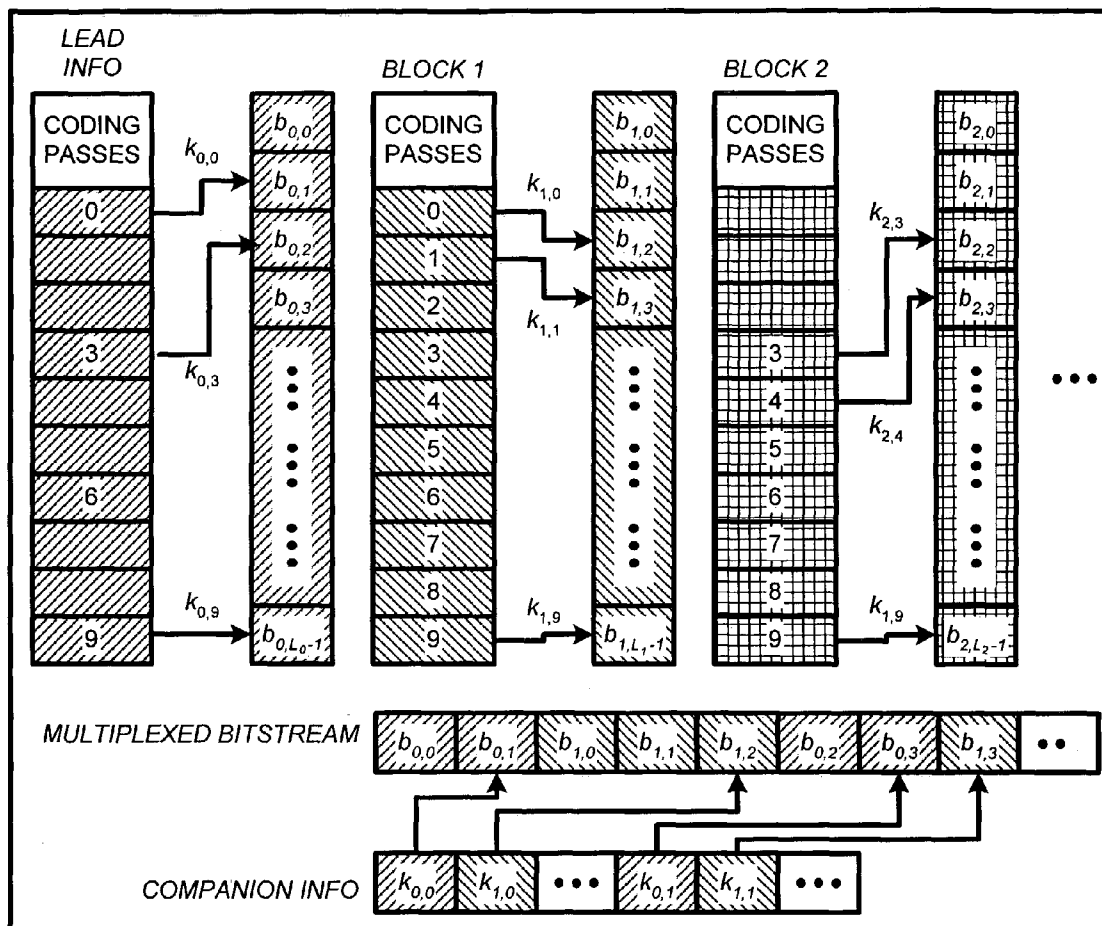 LEAD
INFO
BLOCK 1
BLOCK 2
CODING
PASSES
0
3
6
9
k0,0
k0,3
k0,9
b0,0
b0,1
b0,2
b0,3
b0,L0-1
CODING
PASSES
0
1
2
3
4
5
6
7
8
9
k1,0
k1,1
k1,9
b1,0
b1,1
b1,2
b1,3
b1,L1-1
CODING
PASSES
3
4
5
6
7
8
9
k2,3
k2,4
k1,9
b2,0
b2,1
b2,2
b2,3
b2,L2-1
MULTIPLEXED BITSTREAM b0,0 b0,1 b1,0 b1,1 b1,2 b0,2 b0,3 b1,3
COMPANION INFO k0,0 k1,0 ••• k0,1 k1,1 •••